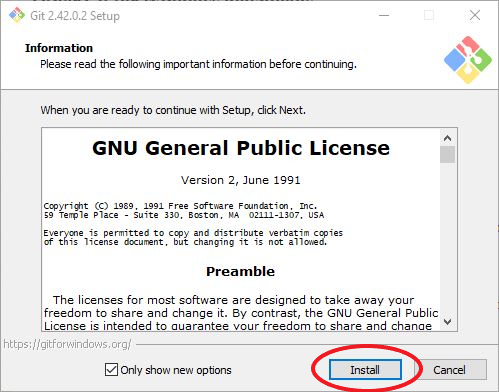 Git 2.42.0.2 Setup
Information
Please read the following important information before continuing.
When you are ready to continue with Setup, click Next.
GNU General Public License
Version 2, June 1991
Copyright (C) 1989, 1991 Free Software Foundation, Inc.
59 Temple Place - Suite 330, Boston, MA  02111-1307, USA
Everyone is permitted to copy and distribute verbatim copies
of this license document, but changing it is not allowed.
Preamble
The licenses for most software are designed to take away your
freedom to share and change it. By contrast, the GNU General Public
License is intended to guarantee your freedom to share and change
https://gitforwindows.org/
Only show new options
Install
Cancel